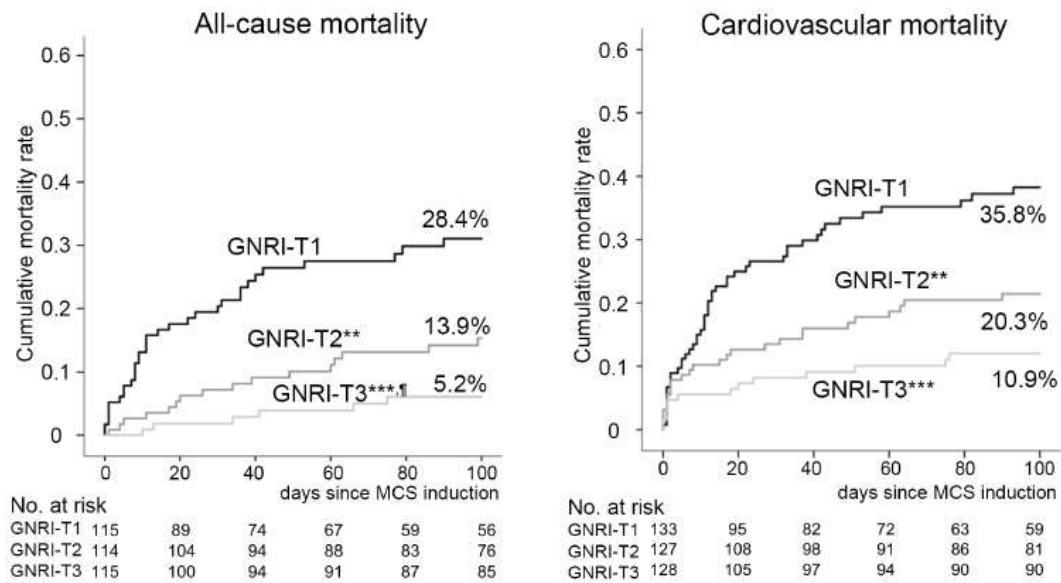 All-cause mortality
Cumulative mortality rate
0.6
0.5
0.4
0.3
0.2
0.1
0
GNRI-T1
28.4%
GNRI-T2**
13.9%
GNRI-T3***,¶
5.2%
0 20 40 60 80 100
days since MCS induction
No. at risk
GNRI-T1 115 89 74 67 59 56
GNRI-T2 114 104 94 88 83 76
GNRI-T3 115 100 94 91 87 85
Cardiovascular mortality
Cumulative mortality rate
0.6
0.5
0.4
0.3
0.2
0.1
0
GNRI-T1
35.8%
GNRI-T2**
20.3%
GNRI-T3***
10.9%
0 20 40 60 80 100
days since MCS induction
No. at risk
GNRI-T1 133 95 82 72 63 59
GNRI-T2 127 108 98 91 86 81
GNRI-T3 128 105 97 94 90 90